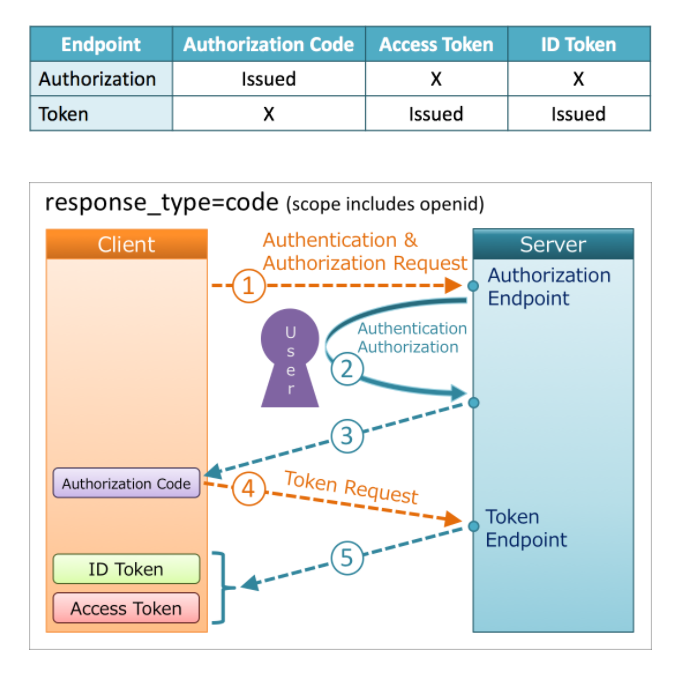 Endpoint Authorization Code Access Token ID Token
Authorization Issued X X
Token X Issued Issued
response_type=code (scope includes openid)
Client
Authentication &
Authorization Request
Server
1
Authorization
Endpoint
User
Authentication
Authorization
2
3
Authorization Code
4
Token Request
Token
Endpoint
5
ID Token
Access Token